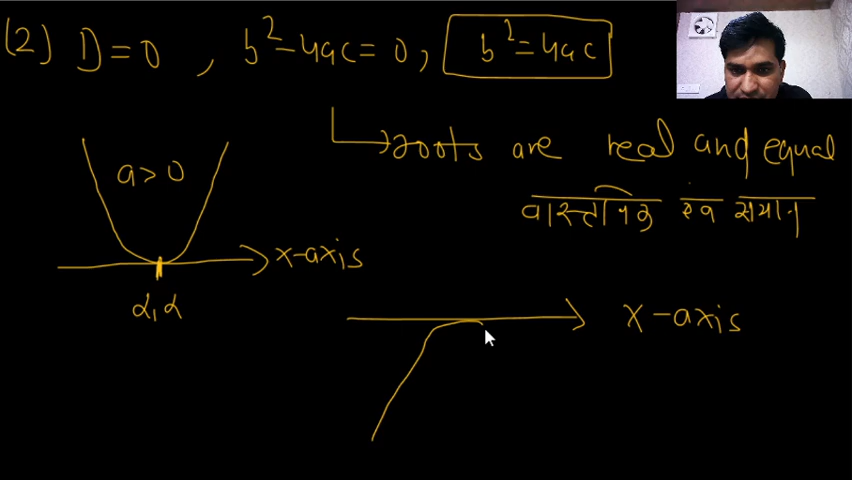 (2) D=0 , b²-4ac=0, b²=4ac
roots are real and equal
a>0
वास्तविक एव समान
x-axis
α,α
x-axis